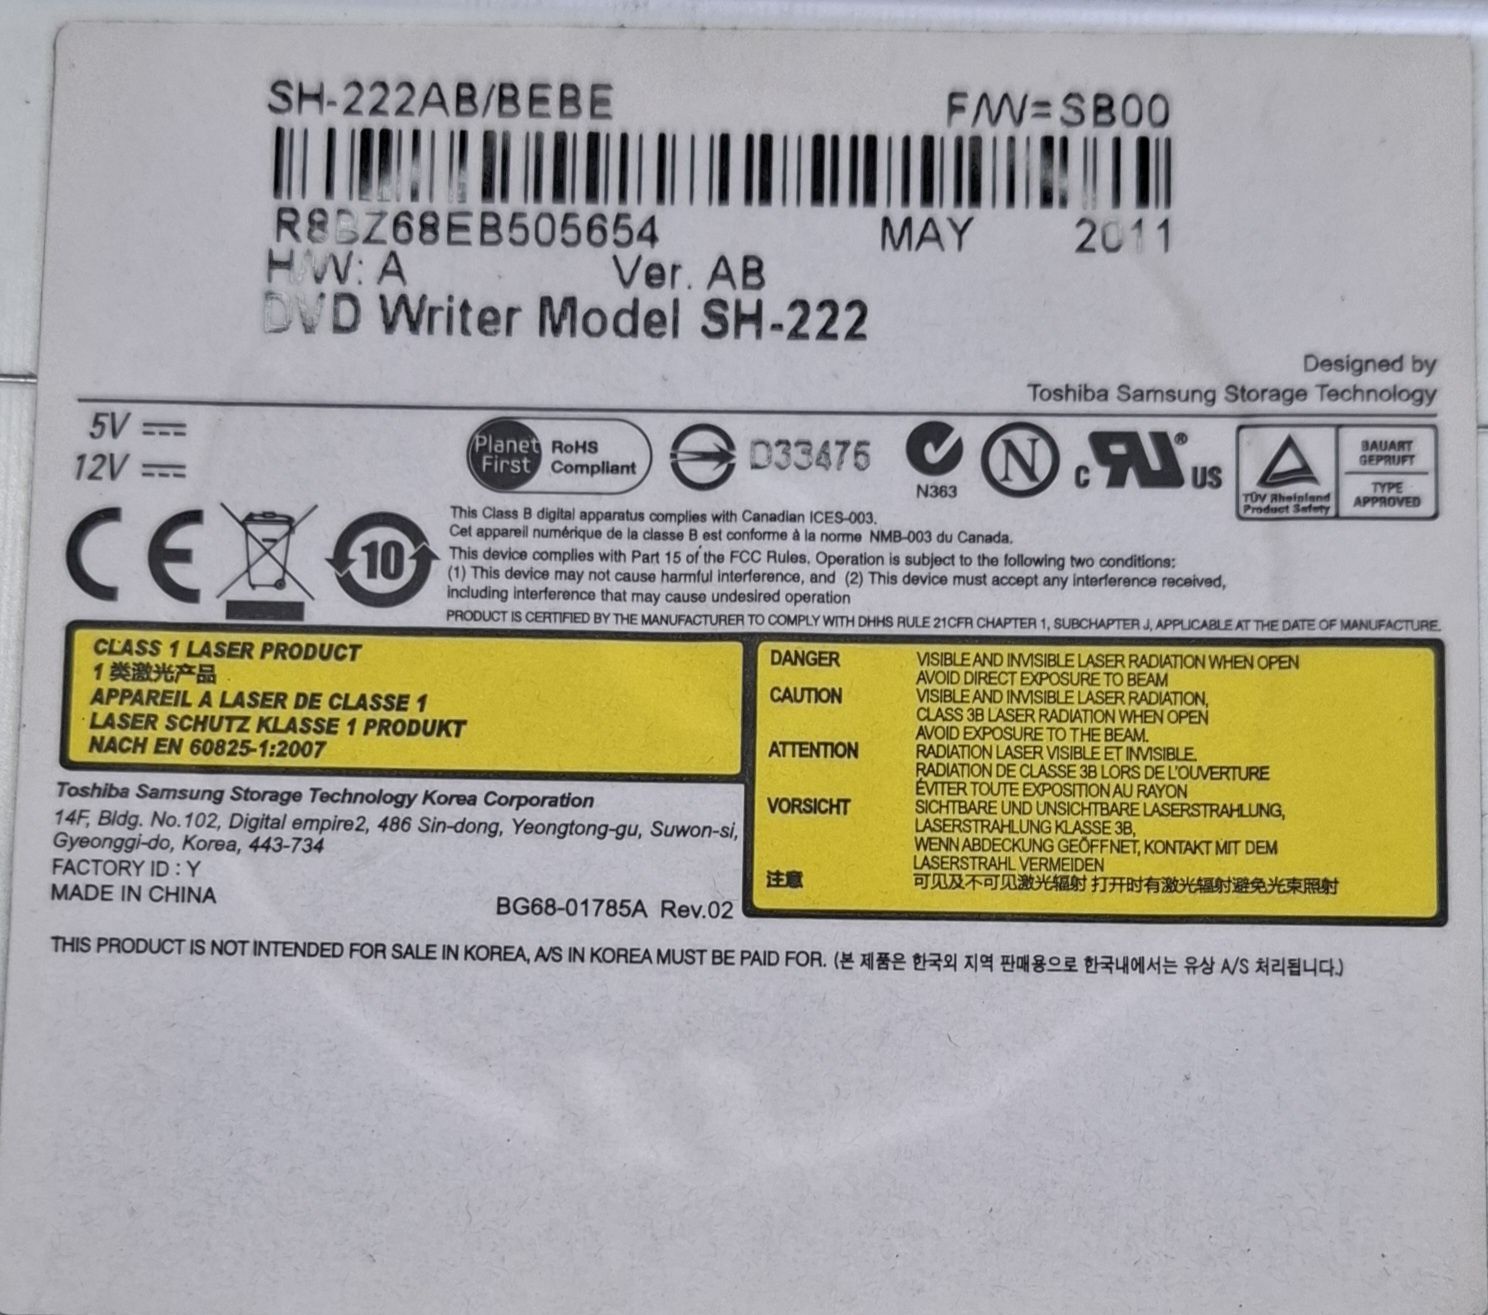 SH-222AB/BEBE F/W=SB00
R8BZ68EB505654 MAY 2011
H/W: A Ver. AB
DVD Writer Model SH-222
Designed by
Toshiba Samsung Storage Technology
5V
12V
Planet First RoHS Compliant
D33475
N363
N
c RU ® US
TÜV Rheinland
Product Safety
BAUART
GEPRUFT
TYPE
APPROVED
CE
10
This Class B digital apparatus complies with Canadian ICES-003.
Cet appareil numérique de la classe B est conforme à la norme NMB-003 du Canada.
This device complies with Part 15 of the FCC Rules. Operation is subject to the following two conditions:
(1) This device may not cause harmful interference, and (2) This device must accept any interference received,
including interference that may cause undesired operation
PRODUCT IS CERTIFIED BY THE MANUFACTURER TO COMPLY WITH DHHS RULE 21CFR CHAPTER 1, SUBCHAPTER J, APPLICABLE AT THE DATE OF MANUFACTURE.
CLASS 1 LASER PRODUCT
1 类激光产品
APPAREIL A LASER DE CLASSE 1
LASER SCHUTZ KLASSE 1 PRODUKT
NACH EN 60825-1:2007
DANGER VISIBLE AND INVISIBLE LASER RADIATION WHEN OPEN
AVOID DIRECT EXPOSURE TO BEAM
CAUTION VISIBLE AND INVISIBLE LASER RADIATION,
CLASS 3B LASER RADIATION WHEN OPEN
AVOID EXPOSURE TO THE BEAM.
ATTENTION RADIATION LASER VISIBLE ET INVISIBLE.
RADIATION DE CLASSE 3B LORS DE L'OUVERTURE
ÉVITER TOUTE EXPOSITION AU RAYON
VORSICHT SICHTBARE UND UNSICHTBARE LASERSTRAHLUNG,
LASERSTRAHLUNG KLASSE 3B,
WENN ABDECKUNG GEÖFFNET, KONTAKT MIT DEM
LASERSTRAHL VERMEIDEN
注意 可见及不可见激光辐射 打开时有激光辐射避免光束照射
Toshiba Samsung Storage Technology Korea Corporation
14F, Bldg. No.102, Digital empire2, 486 Sin-dong, Yeongtong-gu, Suwon-si,
Gyeonggi-do, Korea, 443-734
FACTORY ID : Y
MADE IN CHINA
BG68-01785A Rev.02
THIS PRODUCT IS NOT INTENDED FOR SALE IN KOREA, A/S IN KOREA MUST BE PAID FOR. (본 제품은 한국외 지역 판매용으로 한국내에서는 유상 A/S 처리됩니다.)